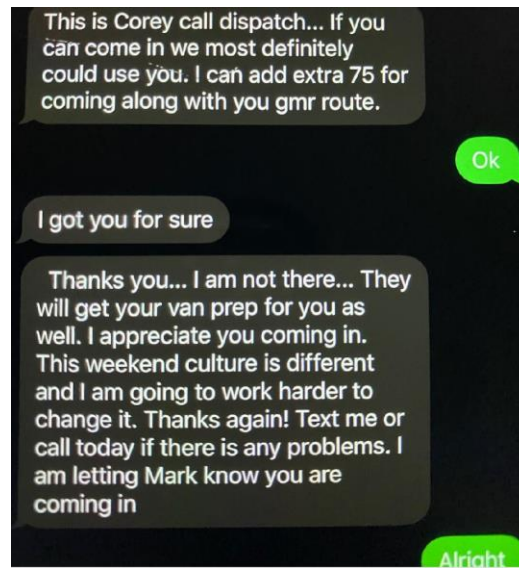 This is Corey call dispatch... If you
can come in we most definitely
could use you. I can add extra 75 for
coming along with you gmr route.
Ok
I got you for sure
Thanks you... I am not there... They
will get your van prep for you as
well. I appreciate you coming in.
This weekend culture is different
and I am going to work harder to
change it. Thanks again! Text me or
call today if there is any problems. I
am letting Mark know you are
coming in
Alright